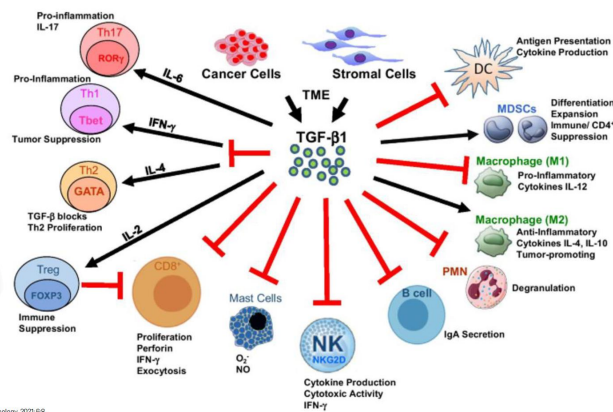 Pro-inflammation
IL-17
Th17
RORγ
IL-6
Cancer Cells
Stromal Cells
TME
TGF-β1
DC
Antigen Presentation
Cytokine Production
Pro-Inflammation
Th1
Tbet
IFN-γ
Tumor Suppression
MDSCs
Differentiation
Expansion
Immune/ CD4⁺
Suppression
Th2
GATA
IL-4
TGF-β blocks
Th2 Proliferation
Macrophage (M1)
Pro-Inflammatory
Cytokines IL-12
Macrophage (M2)
Anti-Inflammatory
Cytokines IL-4, IL-10
Tumor-promoting
IL-2
Treg
FOXP3
Immune
Suppression
CD8⁺
Proliferation
Perforin
IFN-γ
Exocytosis
Mast Cells
O₂⁻
NO
NK
NKG2D
Cytokine Production
Cytotoxic Activity
IFN-γ
B cell
IgA Secretion
PMN
Degranulation